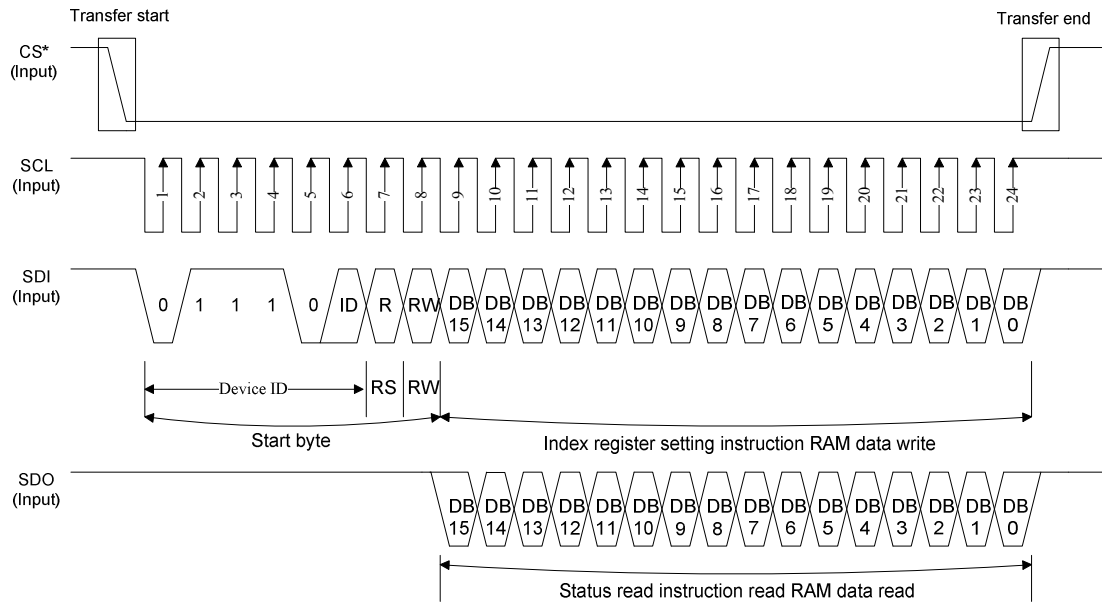 Transfer start
Transfer end
CS*
(Input)
SCL
(Input)
1 2 3 4 5 6 7 8 9 10 11 12 13 14 15 16 17 18 19 20 21 22 23 24
SDI
(Input)
0 1 1 1 0 ID R RW DB DB DB DB DB DB DB DB DB DB DB DB DB DB DB DB
15 14 13 12 11 10 9 8 7 6 5 4 3 2 1 0
Device ID RS RW
Start byte
Index register setting instruction RAM data write
SDO
(Input)
DB DB DB DB DB DB DB DB DB DB DB DB DB DB DB DB
15 14 13 12 11 10 9 8 7 6 5 4 3 2 1 0
Status read instruction read RAM data read